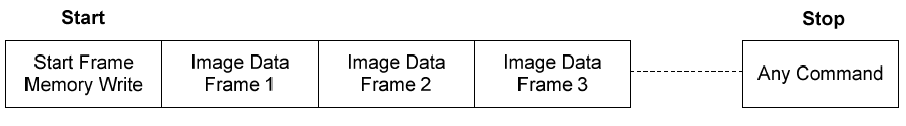 Start
Stop
Start Frame
Memory Write
Image Data
Frame 1
Image Data
Frame 2
Image Data
Frame 3
Any Command